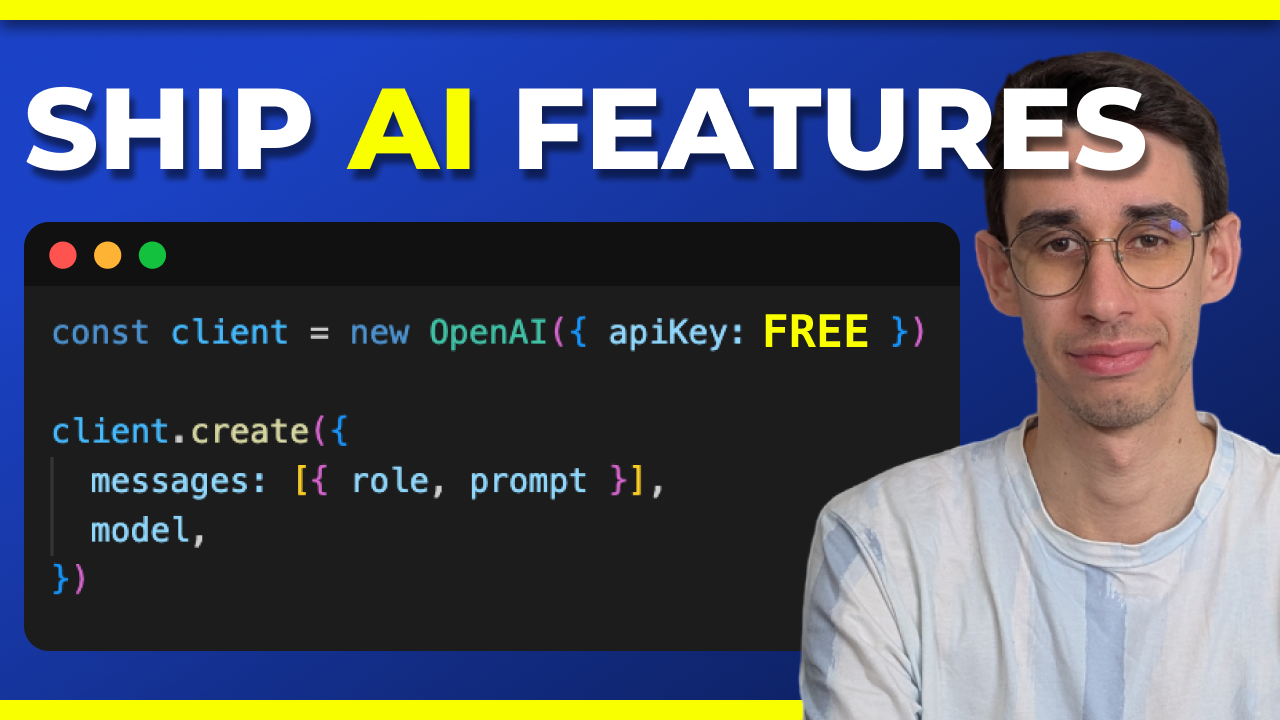 SHIP AI FEATURES
const client = new OpenAI({ apiKey: FREE })
client.create({
messages: [{ role, prompt }],
model,
})